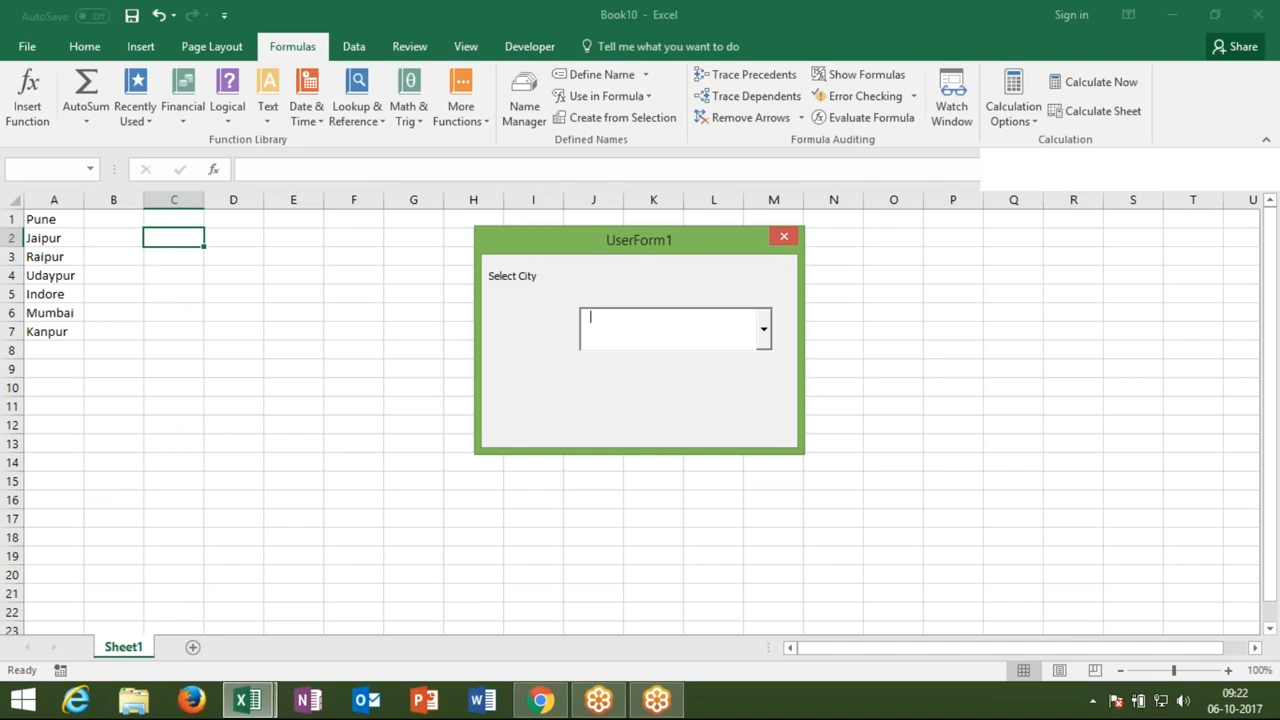 AutoSave Off
Book10 - Excel
Sign in
File Home Insert Page Layout Formulas Data Review View Developer Tell me what you want to do Share
Insert Function
AutoSum
Recently Used
Financial
Logical
Text
Date & Time
Lookup & Reference
Math & Trig
More Functions
Function Library
Name Manager
Define Name
Use in Formula
Create from Selection
Defined Names
Trace Precedents
Trace Dependents
Remove Arrows
Show Formulas
Error Checking
Evaluate Formula
Formula Auditing
Watch Window
Calculation Options
Calculate Now
Calculate Sheet
Calculation
fx
A B C D E F G H I J K L M N O P Q R S T U
1 Pune
2 Jaipur
3 Raipur
4 Udaypur
5 Indore
6 Mumbai
7 Kanpur
8
9
10
11
12
13
14
15
16
17
18
19
20
21
22
23
UserForm1
Select City
Sheet1
Ready
100%
09:22
06-10-2017